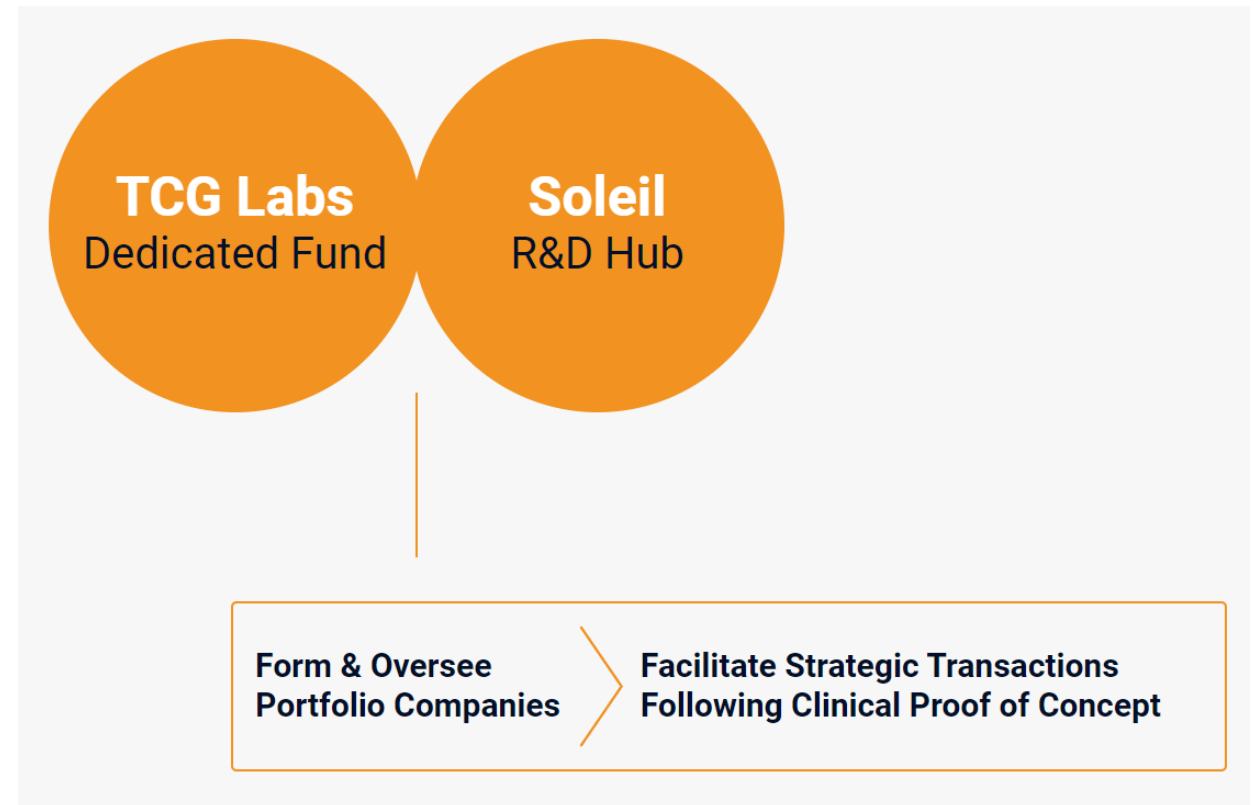 TCG Labs
Dedicated Fund
Soleil
R&D Hub
Form & Oversee
Portfolio Companies
Facilitate Strategic Transactions
Following Clinical Proof of Concept